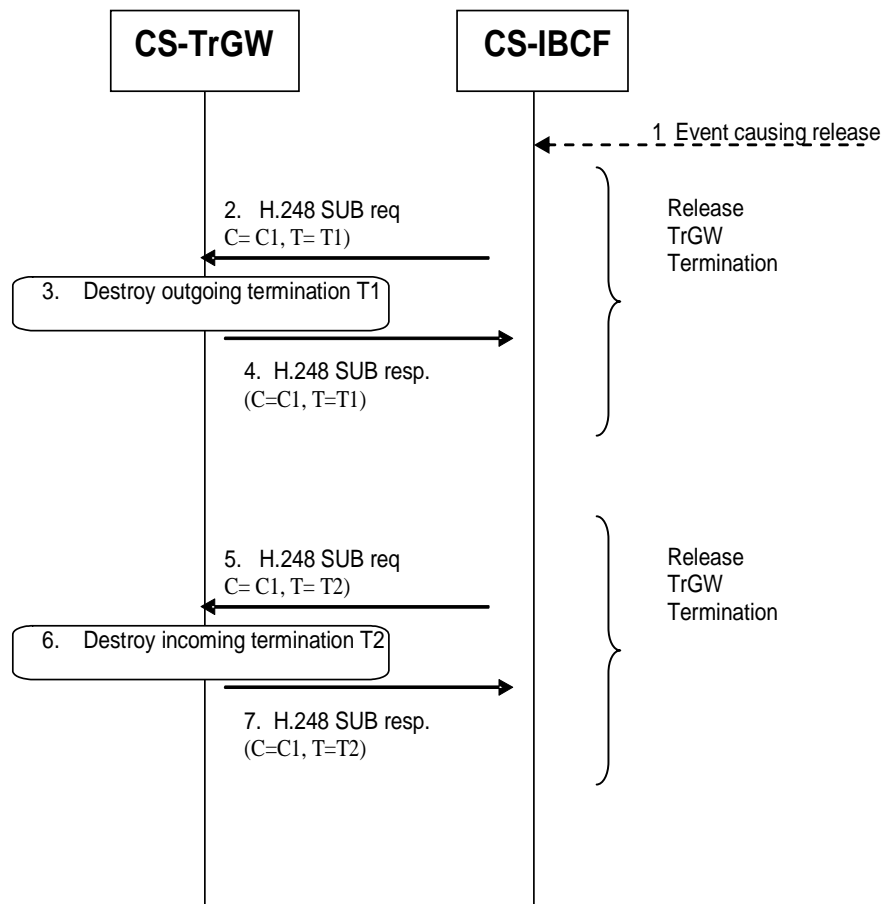 CS-TrGW
CS-IBCF
1 Event causing release
2. H.248 SUB req
C= C1, T= T1)
Release
TrGW
Termination
3. Destroy outgoing termination T1
4. H.248 SUB resp.
(C=C1, T=T1)
5. H.248 SUB req
C= C1, T= T2)
Release
TrGW
Termination
6. Destroy incoming termination T2
7. H.248 SUB resp.
(C=C1, T=T2)